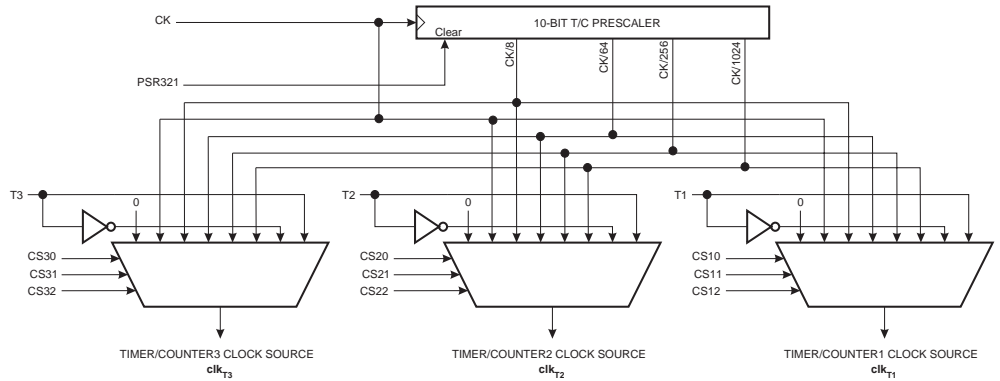 CK
10-BIT T/C PRESCALER
Clear
CK/8
CK/64
CK/256
CK/1024
PSR321
T3
0
T2
0
T1
0
CS30
CS31
CS32
CS20
CS21
CS22
CS10
CS11
CS12
TIMER/COUNTER3 CLOCK SOURCE
clkT3
TIMER/COUNTER2 CLOCK SOURCE
clkT2
TIMER/COUNTER1 CLOCK SOURCE
clkT1